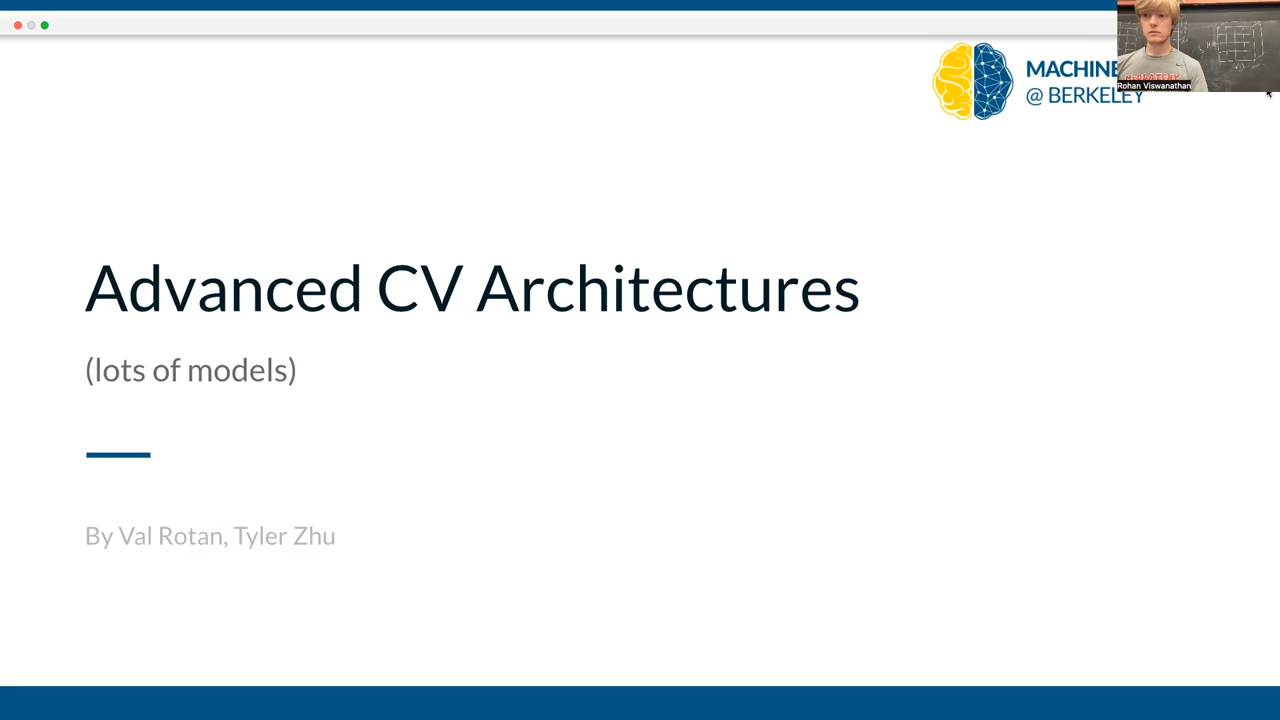 MACHINE
@ BERKELEY
Rohan Viswanathan
Advanced CV Architectures
(lots of models)
By Val Rotan, Tyler Zhu